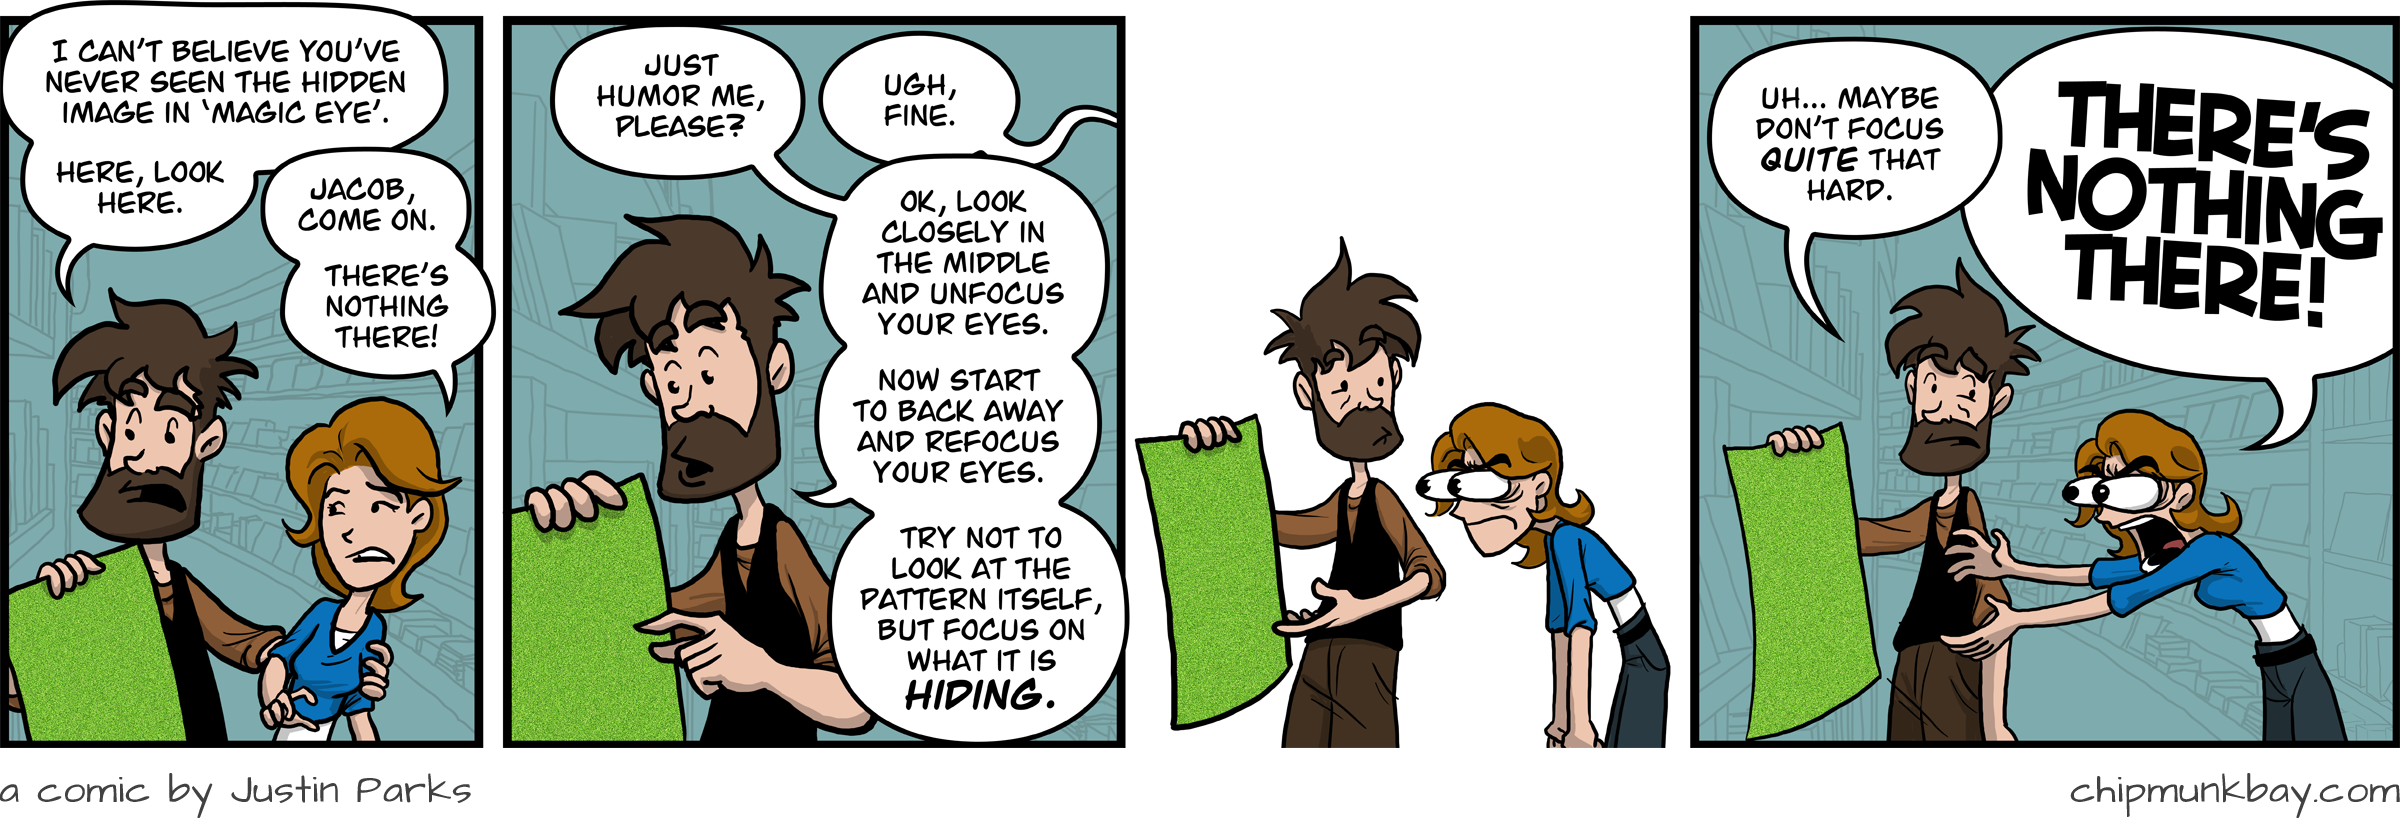 I CAN'T BELIEVE YOU'VE
NEVER SEEN THE HIDDEN
IMAGE IN 'MAGIC EYE'.
HERE, LOOK
HERE.
JACOB,
COME ON.
THERE'S
NOTHING
THERE!
JUST
HUMOR ME,
PLEASE?
UGH,
FINE.
OK, LOOK
CLOSELY IN
THE MIDDLE
AND UNFOCUS
YOUR EYES.
NOW START
TO BACK AWAY
AND REFOCUS
YOUR EYES.
TRY NOT TO
LOOK AT THE
PATTERN ITSELF,
BUT FOCUS ON
WHAT IT IS
HIDING.
UH... MAYBE
DON'T FOCUS
QUITE THAT
HARD.
THERE'S
NOTHING
THERE!
a comic by Justin Parks
chipmunkbay.com